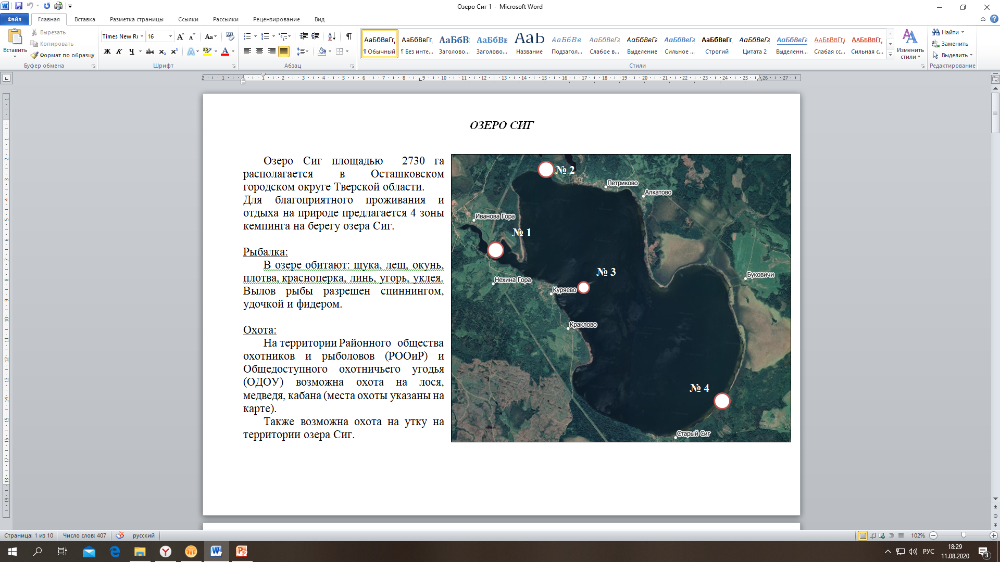 Озеро Сиг 1 - Microsoft Word
Файл
Главная
Вставка
Разметка страницы
Ссылки
Рассылки
Рецензирование
Вид
Вставить
Вырезать
Копировать
Формат по образцу
Буфер обмена
Times New Rc
16
Шрифт
Абзац
АаБбВвГг,
¶ Обычный
АаБбВвГг,
¶ Без инте...
АаБбВ
Заголово...
АаБбВв
Заголово...
АаБ
Название
АаБбВв.
Подзагол...
АаБбВвГг
Слабое в...
АаБбВвГг
Выделение
АаБбВвГг
Сильное ...
АаБбВвГг,
Строгий
АаБбВвГг
Цитата 2
АаБбВвГг
Выделенн...
АаБбВвГг,
Слабая сс...
АаБбВвГг,
Сильная с...
Стили
Изменить стили
Найти
Заменить
Выделить
Редактирование
ОЗЕРО СИГ
Озеро Сиг площадью 2730 га
располагается в Осташковском
городском округе Тверской области.
Для благоприятного проживания и
отдыха на природе предлагается 4 зоны
кемпинга на берегу озера Сиг.
Рыбалка:
В озере обитают: щука, лещ, окунь,
плотва, красноперка, линь, угорь, уклея.
Вылов рыбы разрешен спиннингом,
удочкой и фидером.
Охота:
На территории Районного общества
охотников и рыболовов (РООиР) и
Общедоступного охотничьего угодья
(ОДОУ) возможна охота на лося,
медведя, кабана (места охоты указаны на
карте).
Также возможна охота на утку на
территории озера Сиг.
№ 2
Петриково
Алкатово
Иванова Гора
№ 1
№ 3
Буковичи
Нехина Гора
Куряево
Краклово
№ 4
Старый Сиг
Страница: 1 из 10
Число слов: 407
русский
102%
РУС
18:29
11.08.2020
3